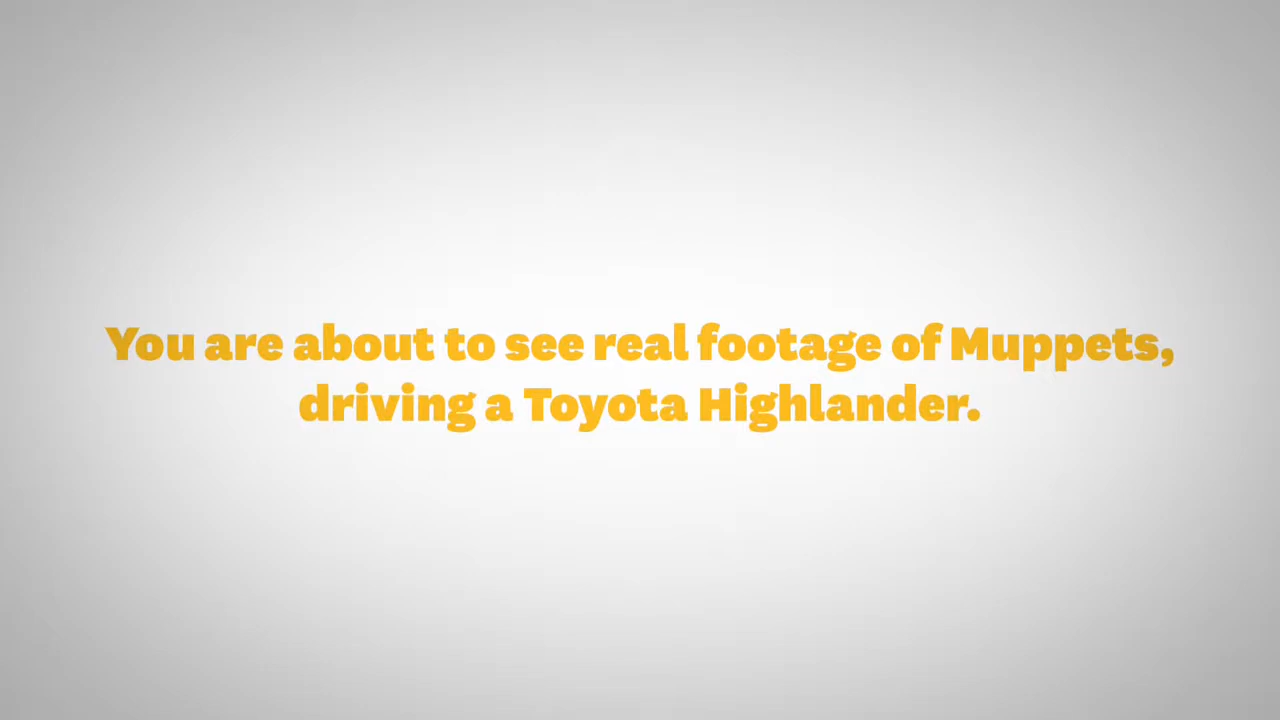 You are about to see real footage of Muppets,
driving a Toyota Highlander.